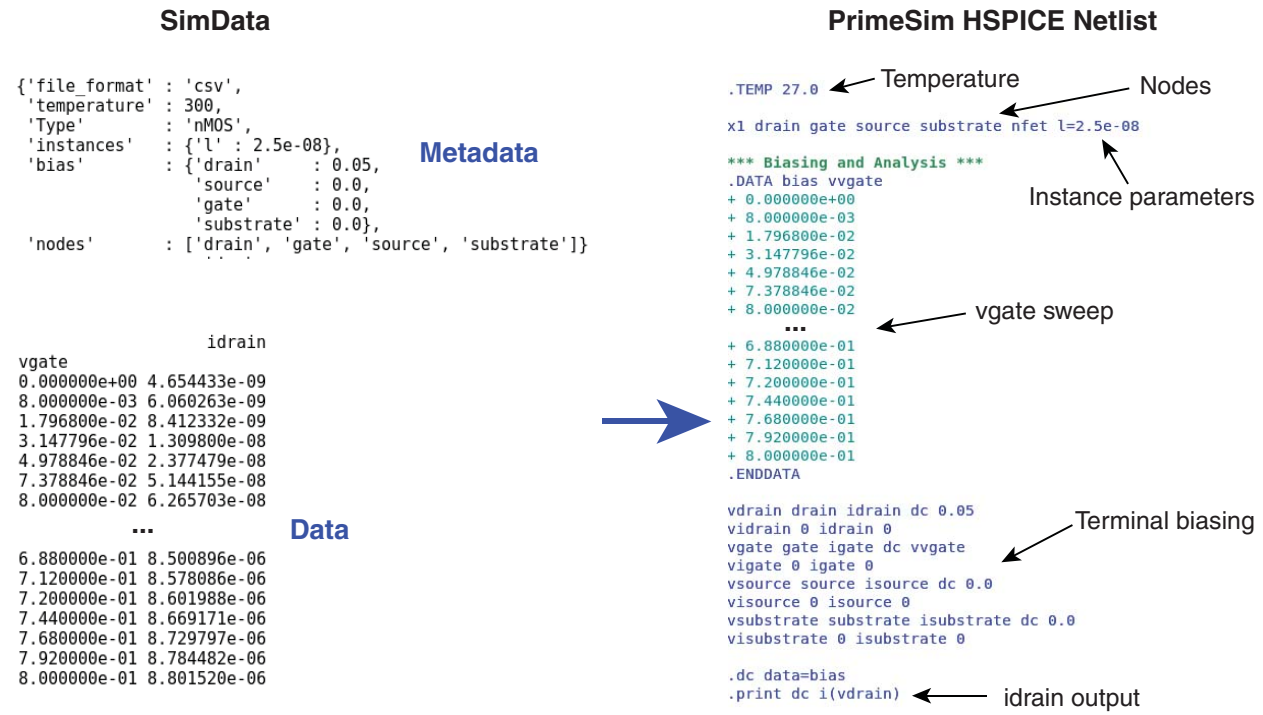 SimData
{'file_format' : 'csv',
'temperature' : 300,
'Type' : 'nMOS',
'instances' : {'l' : 2.5e-08},
'bias' : {'drain' : 0.05,
'source' : 0.0,
'gate' : 0.0,
'substrate' : 0.0},
'nodes' : ['drain', 'gate', 'source', 'substrate']}
Metadata
idrain
vgate
0.000000e+00 4.654433e-09
8.000000e-03 6.060263e-09
1.796800e-02 8.412332e-09
3.147796e-02 1.309800e-08
4.978846e-02 2.377479e-08
7.378846e-02 5.144155e-08
8.000000e-02 6.265703e-08
...
Data
6.880000e-01 8.500896e-06
7.120000e-01 8.578086e-06
7.200000e-01 8.601988e-06
7.440000e-01 8.669171e-06
7.680000e-01 8.729797e-06
7.920000e-01 8.784482e-06
8.000000e-01 8.801520e-06
PrimeSim HSPICE Netlist
.TEMP 27.0
Temperature
Nodes
x1 drain gate source substrate nfet l=2.5e-08
Instance parameters
*** Biasing and Analysis ***
.DATA bias vvgate
+ 0.000000e+00
+ 8.000000e-03
+ 1.796800e-02
+ 3.147796e-02
+ 4.978846e-02
+ 7.378846e-02
+ 8.000000e-02
...
vgate sweep
+ 6.880000e-01
+ 7.120000e-01
+ 7.200000e-01
+ 7.440000e-01
+ 7.680000e-01
+ 7.920000e-01
+ 8.000000e-01
.ENDDATA
vdrain drain idrain dc 0.05
vidrain 0 idrain 0
vgate gate igate dc vvgate
vigate 0 igate 0
vsource source isource dc 0.0
visource 0 isource 0
vsubstrate substrate isubstrate dc 0.0
visubstrate 0 isubstrate 0
Terminal biasing
.dc data=bias
.print dc i(vdrain)
idrain output